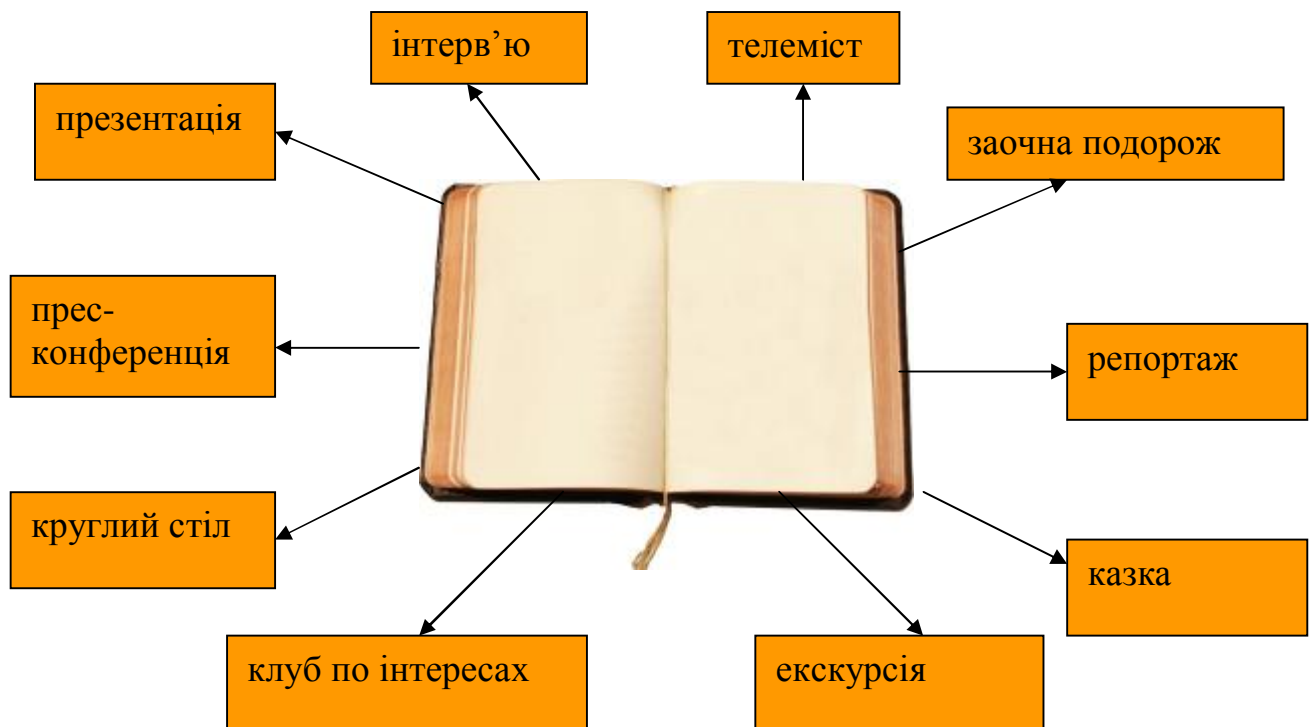 інтерв’ю
телеміст
презентація
заочна подорож
прес-
конференція
репортаж
круглий стіл
казка
клуб по інтересах
екскурсія